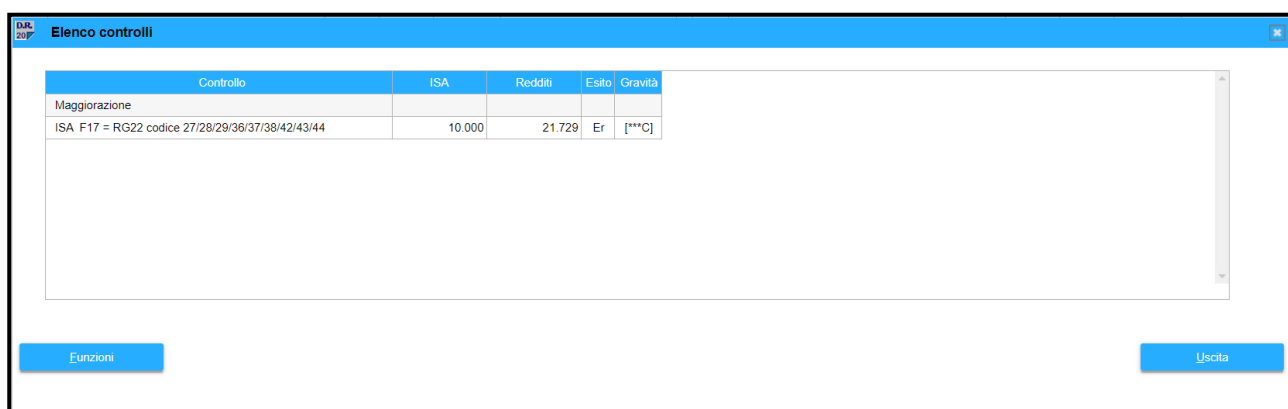 D.R.
20
Elenco controlli
Controllo ISA Redditi Esito Gravità
Maggiorazione
ISA F17 = RG22 codice 27/28/29/36/37/38/42/43/44 10.000 21.729 Er [***C]
Funzioni Uscita